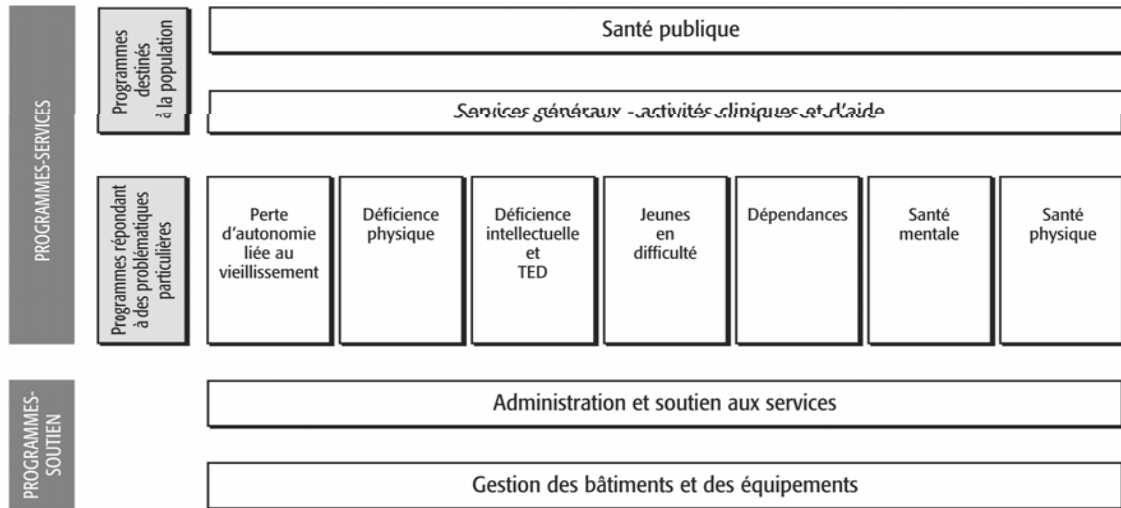 PROGRAMMES-SERVICES
Programmes
destinés
à la population
Santé publique
Services généraux - activités cliniques et d'aide
Programmes répondant
à des problématiques
particulières
Perte
d'autonomie
liée au
vieillissement
Déficience
physique
Déficience
intellectuelle
et
TED
Jeunes
en
difficulté
Dépendances
Santé
mentale
Santé
physique
PROGRAMMES-
SOUTIEN
Administration et soutien aux services
Gestion des bâtiments et des équipements